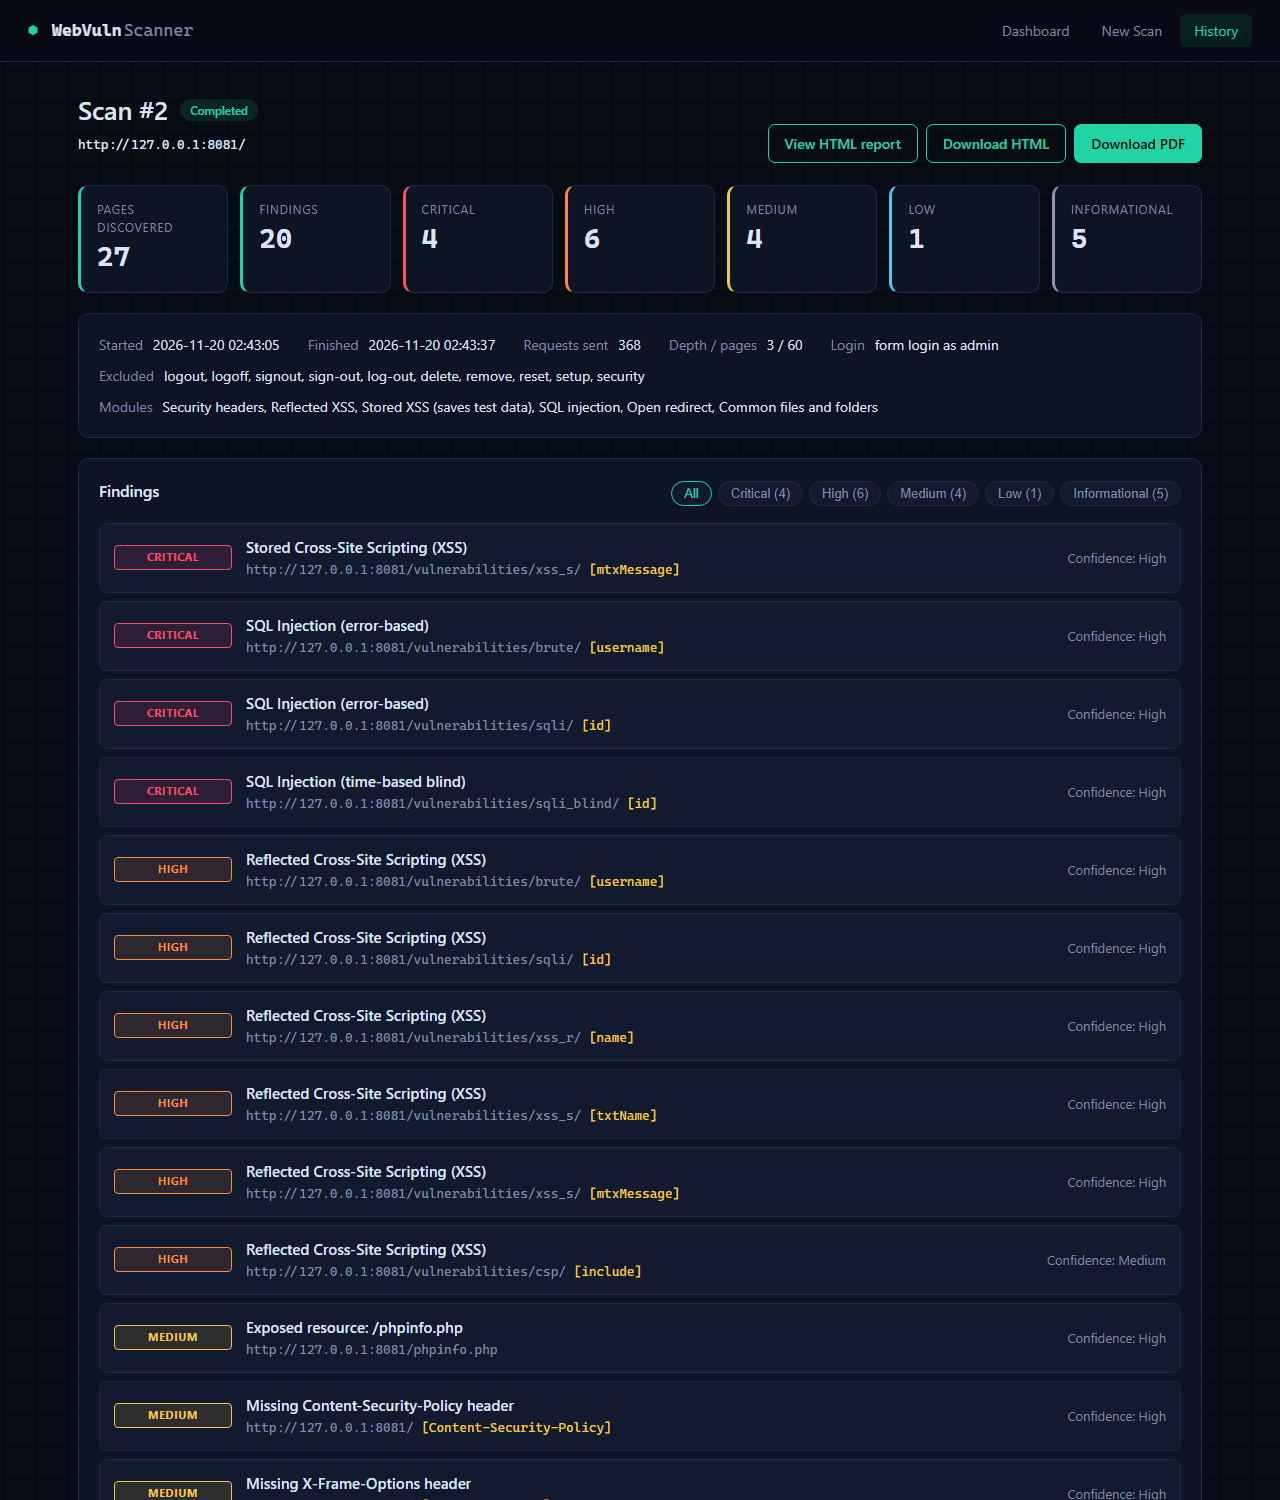 WebVulnScanner
Dashboard
New Scan
History
Scan #2
Completed
http://127.0.0.1:8081/
View HTML report
Download HTML
Download PDF
PAGES
DISCOVERED
27
FINDINGS
20
CRITICAL
4
HIGH
6
MEDIUM
4
LOW
1
INFORMATIONAL
5
Started 2026-11-20 02:43:05 Finished 2026-11-20 02:43:37 Requests sent 368 Depth / pages 3 / 60 Login form login as admin
Excluded logout, logoff, signout, sign-out, log-out, delete, remove, reset, setup, security
Modules Security headers, Reflected XSS, Stored XSS (saves test data), SQL injection, Open redirect, Common files and folders
Findings
All
Critical (4)
High (6)
Medium (4)
Low (1)
Informational (5)
CRITICAL
Stored Cross-Site Scripting (XSS)
http://127.0.0.1:8081/vulnerabilities/xss_s/ [mtxMessage]
Confidence: High
CRITICAL
SQL Injection (error-based)
http://127.0.0.1:8081/vulnerabilities/brute/ [username]
Confidence: High
CRITICAL
SQL Injection (error-based)
http://127.0.0.1:8081/vulnerabilities/sqli/ [id]
Confidence: High
CRITICAL
SQL Injection (time-based blind)
http://127.0.0.1:8081/vulnerabilities/sqli_blind/ [id]
Confidence: High
HIGH
Reflected Cross-Site Scripting (XSS)
http://127.0.0.1:8081/vulnerabilities/brute/ [username]
Confidence: High
HIGH
Reflected Cross-Site Scripting (XSS)
http://127.0.0.1:8081/vulnerabilities/sqli/ [id]
Confidence: High
HIGH
Reflected Cross-Site Scripting (XSS)
http://127.0.0.1:8081/vulnerabilities/xss_r/ [name]
Confidence: High
HIGH
Reflected Cross-Site Scripting (XSS)
http://127.0.0.1:8081/vulnerabilities/xss_s/ [txtName]
Confidence: High
HIGH
Reflected Cross-Site Scripting (XSS)
http://127.0.0.1:8081/vulnerabilities/xss_s/ [mtxMessage]
Confidence: High
HIGH
Reflected Cross-Site Scripting (XSS)
http://127.0.0.1:8081/vulnerabilities/csp/ [include]
Confidence: Medium
MEDIUM
Exposed resource: /phpinfo.php
http://127.0.0.1:8081/phpinfo.php
Confidence: High
MEDIUM
Missing Content-Security-Policy header
http://127.0.0.1:8081/ [Content-Security-Policy]
Confidence: High
MEDIUM
Missing X-Frame-Options header
Confidence: High